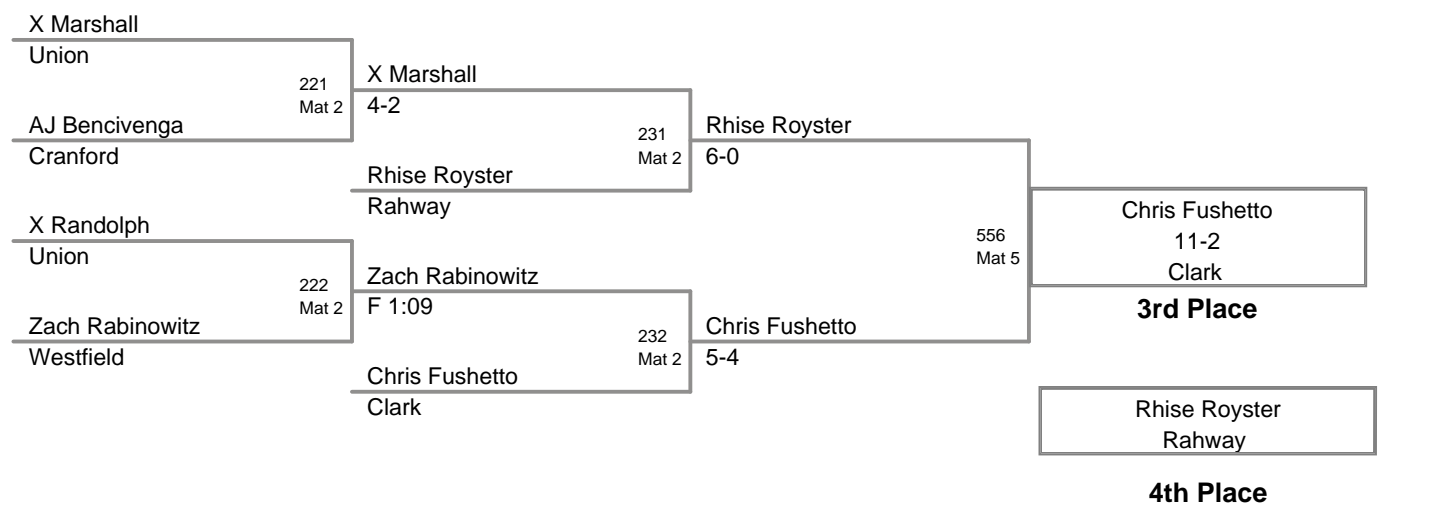 X Marshall
Union
221
Mat 2
AJ Bencivenga
Cranford
X Marshall
4-2
231
Mat 2
Rhise Royster
Rahway
Rhise Royster
6-0
X Randolph
Union
222
Mat 2
Zach Rabinowitz
Westfield
Zach Rabinowitz
F 1:09
232
Mat 2
Chris Fushetto
Clark
Chris Fushetto
5-4
556
Mat 5
Chris Fushetto
11-2
Clark
3rd Place
Rhise Royster
Rahway
4th Place